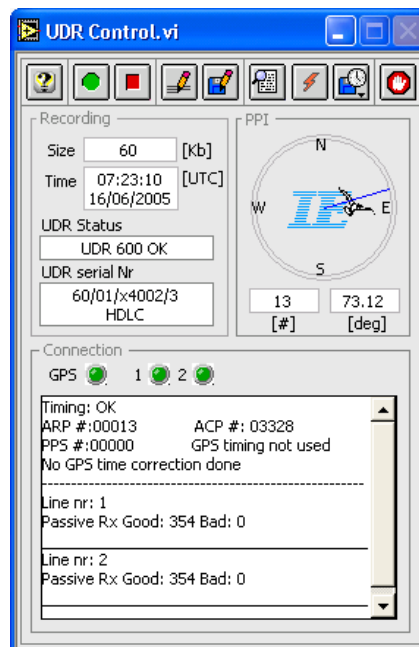 UDR Control.vi
Recording
Size 60 [Kb]
Time 07:23:10 16/06/2005 [UTC]
UDR Status
UDR 600 OK
UDR serial Nr
60/01/x4002/3
HDLC
PPI
N
W E
S
IE
13 73.12
[#] [deg]
Connection
GPS 1 2
Timing: OK
ARP #:00013 ACP #: 03328
PPS #:00000 GPS timing not used
No GPS time correction done
Line nr: 1
Passive Rx Good: 354 Bad: 0
Line nr: 2
Passive Rx Good: 354 Bad: 0